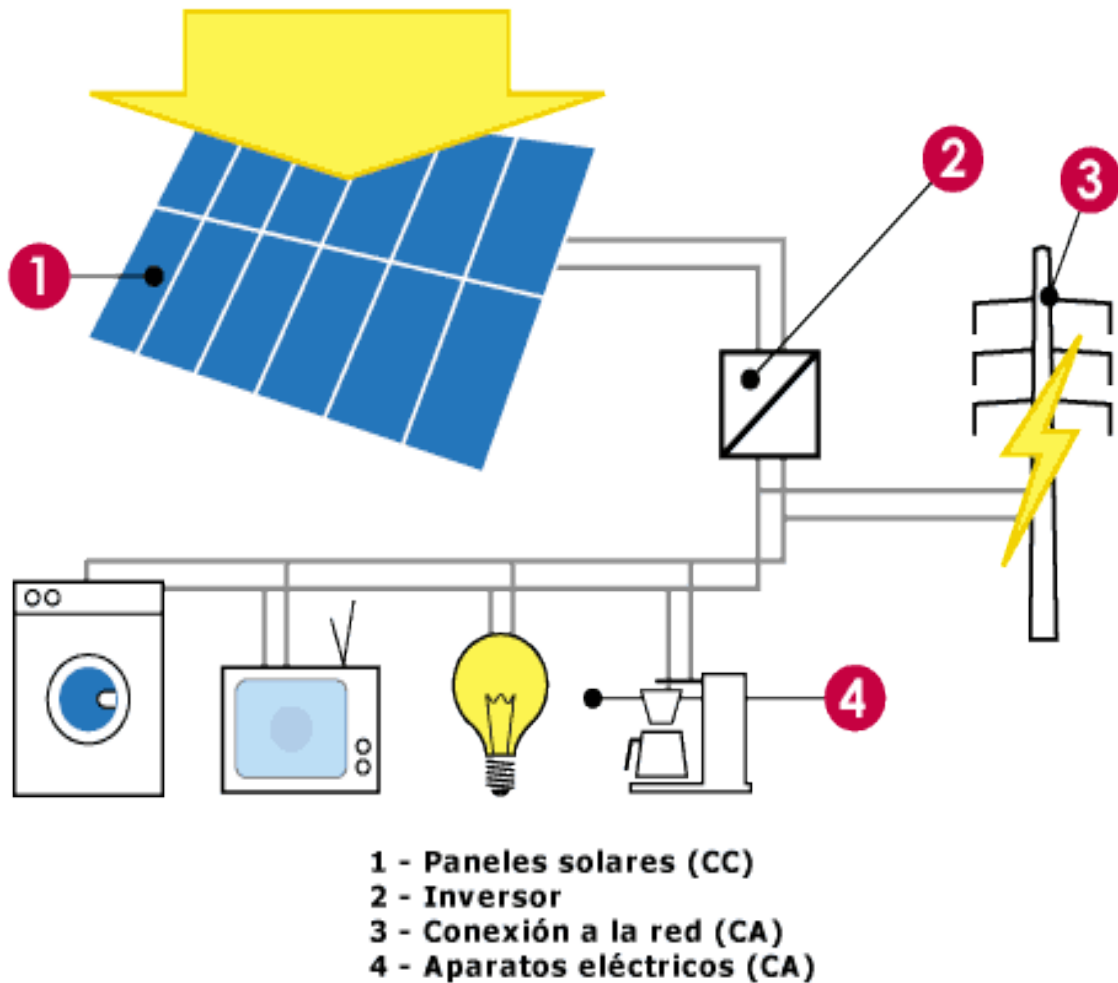 1
2
3
4
1 - Paneles solares (CC)
2 - Inversor
3 - Conexión a la red (CA)
4 - Aparatos eléctricos (CA)